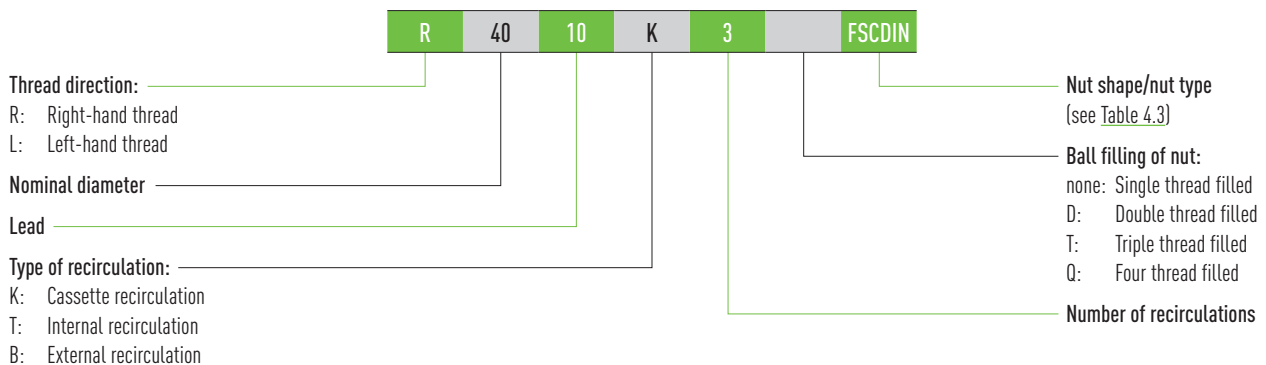 R 40 10 K 3 FSCDIN
Thread direction:
R: Right-hand thread
L: Left-hand thread
Nominal diameter
Lead
Type of recirculation:
K: Cassette recirculation
T: Internal recirculation
B: External recirculation
Nut shape/nut type
(see Table 4.3)
Ball filling of nut:
none: Single thread filled
D: Double thread filled
T: Triple thread filled
Q: Four thread filled
Number of recirculations